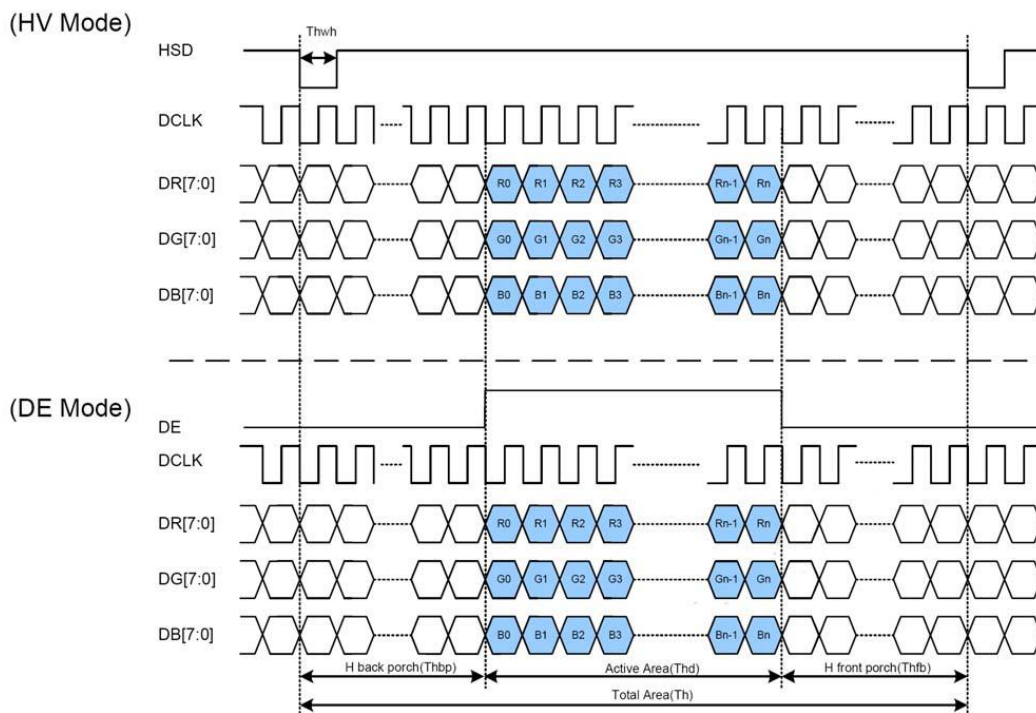 (HV Mode)
Thwh
HSD
DCLK
DR[7:0]
R0 R1 R2 R3 Rn-1 Rn
DG[7:0]
G0 G1 G2 G3 Gn-1 Gn
DB[7:0]
B0 B1 B2 B3 Bn-1 Bn
(DE Mode)
DE
DCLK
DR[7:0]
R0 R1 R2 R3 Rn-1 Rn
DG[7:0]
G0 G1 G2 G3 Gn-1 Gn
DB[7:0]
B0 B1 B2 B3 Bn-1 Bn
H back porch(Thbp) Active Area(Thd) H front porch(Thfb)
Total Area(Th)